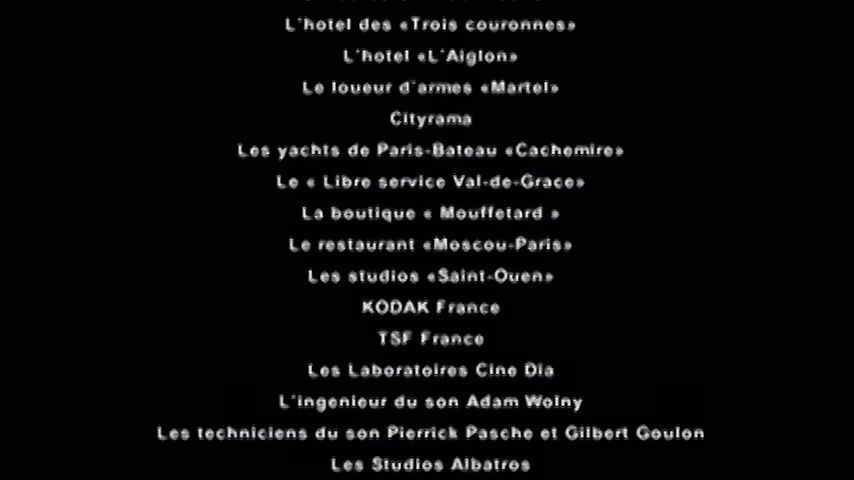 L'hotel des «Trois couronnes»
L'hotel «L'Aiglon»
Le loueur d'armes «Martel»
Cityrama
Les yachts de Paris-Bateau «Cachemire»
Le « Libre service Val-de-Grace»
La boutique « Mouffetard »
Le restaurant «Moscou-Paris»
Les studios «Saint-Ouen»
KODAK France
TSF France
Les Laboratoires Cine Dia
L'ingenieur du son Adam Wolny
Les techniciens du son Pierrick Pasche et Gilbert Goulon
Les Studios Albatros